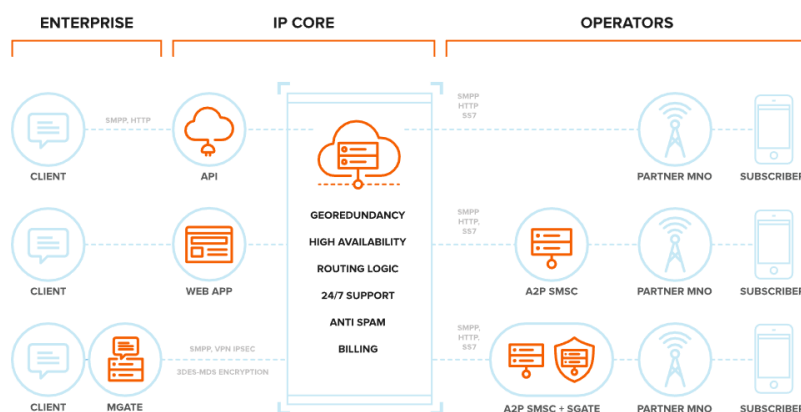 ENTERPRISE
IP CORE
OPERATORS
SMPP, HTTP
SMPP
HTTP
SS7
CLIENT
API
PARTNER MNO
SUBSCRIBER
GEOREDUNDANCY
HIGH AVAILABILITY
ROUTING LOGIC
24/7 SUPPORT
ANTI SPAM
BILLING
SMPP
HTTP,
SS7
CLIENT
WEB APP
A2P SMSC
PARTNER MNO
SUBSCRIBER
SMPP, VPN IPSEC
3DES-MDS ENCRYPTION
SMPP,
HTTP,
SS7
CLIENT
MGATE
A2P SMSC + SGATE
PARTNER MNO
SUBSCRIBER